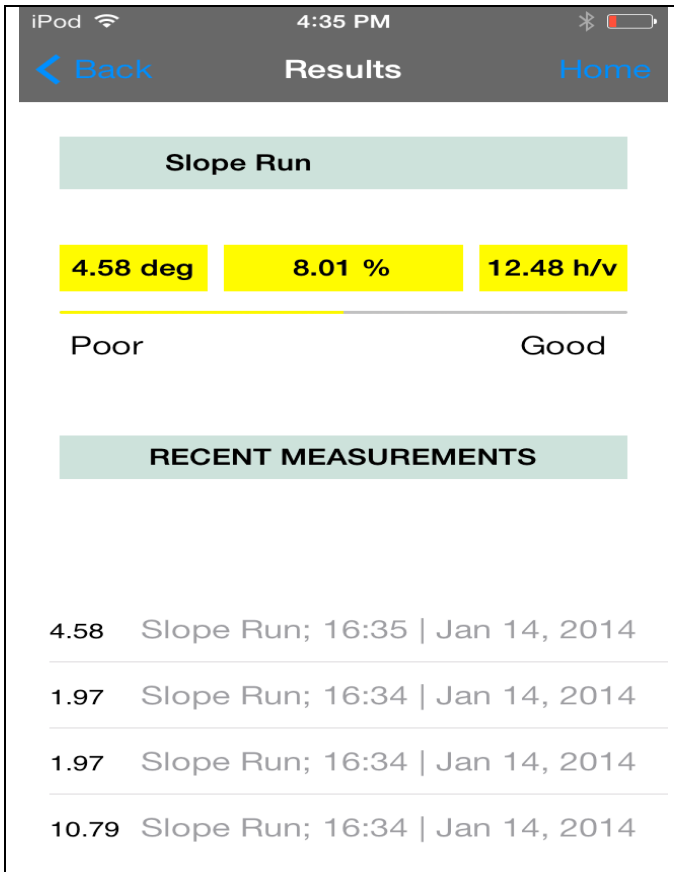 iPod 4:35 PM
Back Results Home
Slope Run
4.58 deg 8.01 % 12.48 h/v
Poor Good
RECENT MEASUREMENTS
4.58 Slope Run; 16:35 | Jan 14, 2014
1.97 Slope Run; 16:34 | Jan 14, 2014
1.97 Slope Run; 16:34 | Jan 14, 2014
10.79 Slope Run; 16:34 | Jan 14, 2014